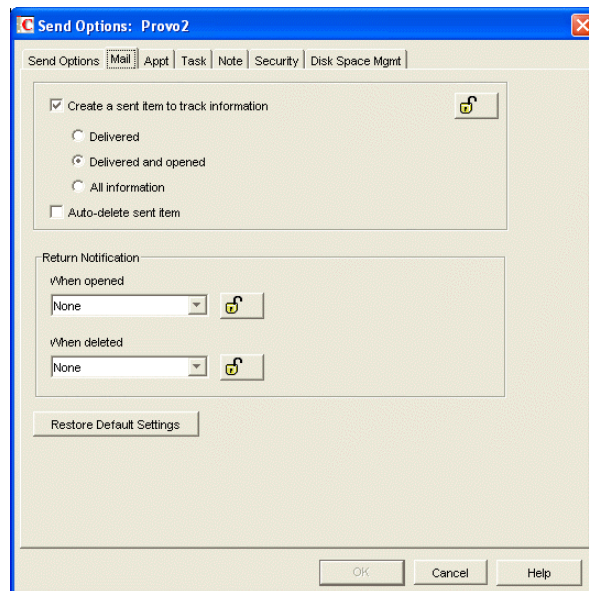 Send Options: Provo2
Send Options Mail Appt Task Note Security Disk Space Mgmt
Create a sent item to track information
Delivered
Delivered and opened
All information
Auto-delete sent item
Return Notification
When opened
None
When deleted
None
Restore Default Settings
OK Cancel Help